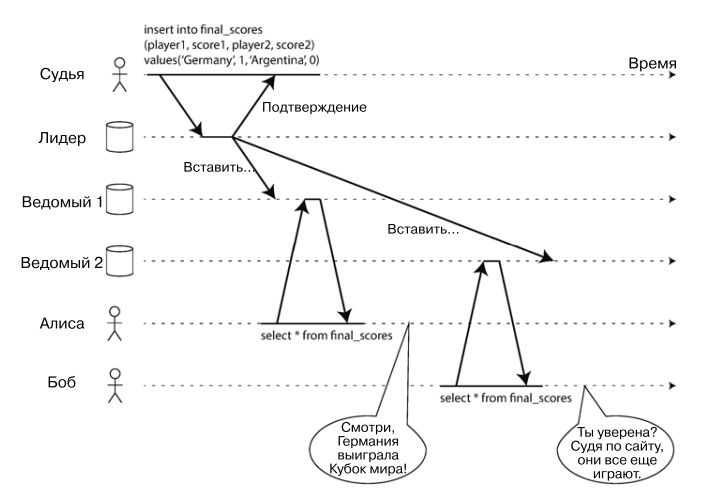 insert into final_scores
(player1, score1, player2, score2)
values(‘Germany’, 1, ‘Argentina’, 0)
Судья
Время
Подтверждение
Лидер
Вставить...
Ведомый 1
Вставить...
Ведомый 2
Алиса
select * from final_scores
Боб
select * from final_scores
Смотри,
Германия
выиграла
Кубок мира!
Ты уверена?
Судя по сайту,
они все еще
играют.